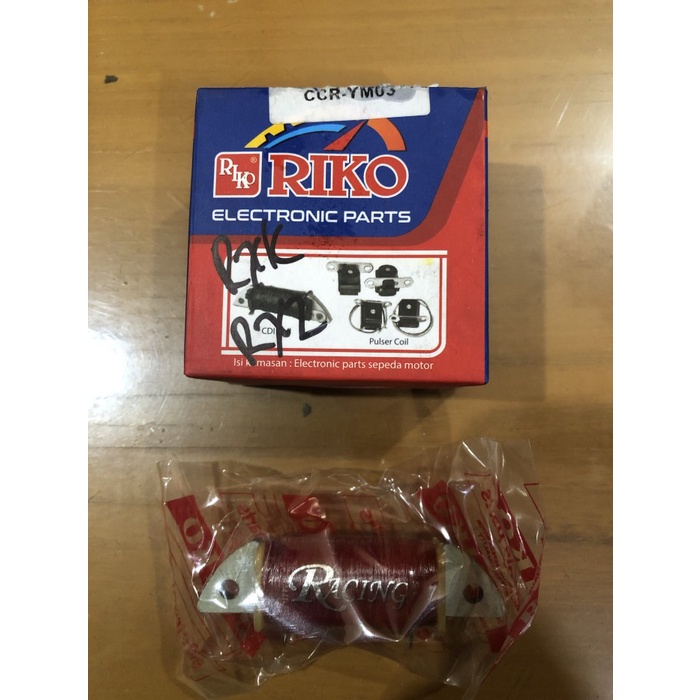 CCR-YM03
RIKO ®
RIKO
ELECTRONIC PARTS
RXK
RXZ
CDI
Pulser Coil
Isi kemasan : Electronic parts sepeda motor
RACING